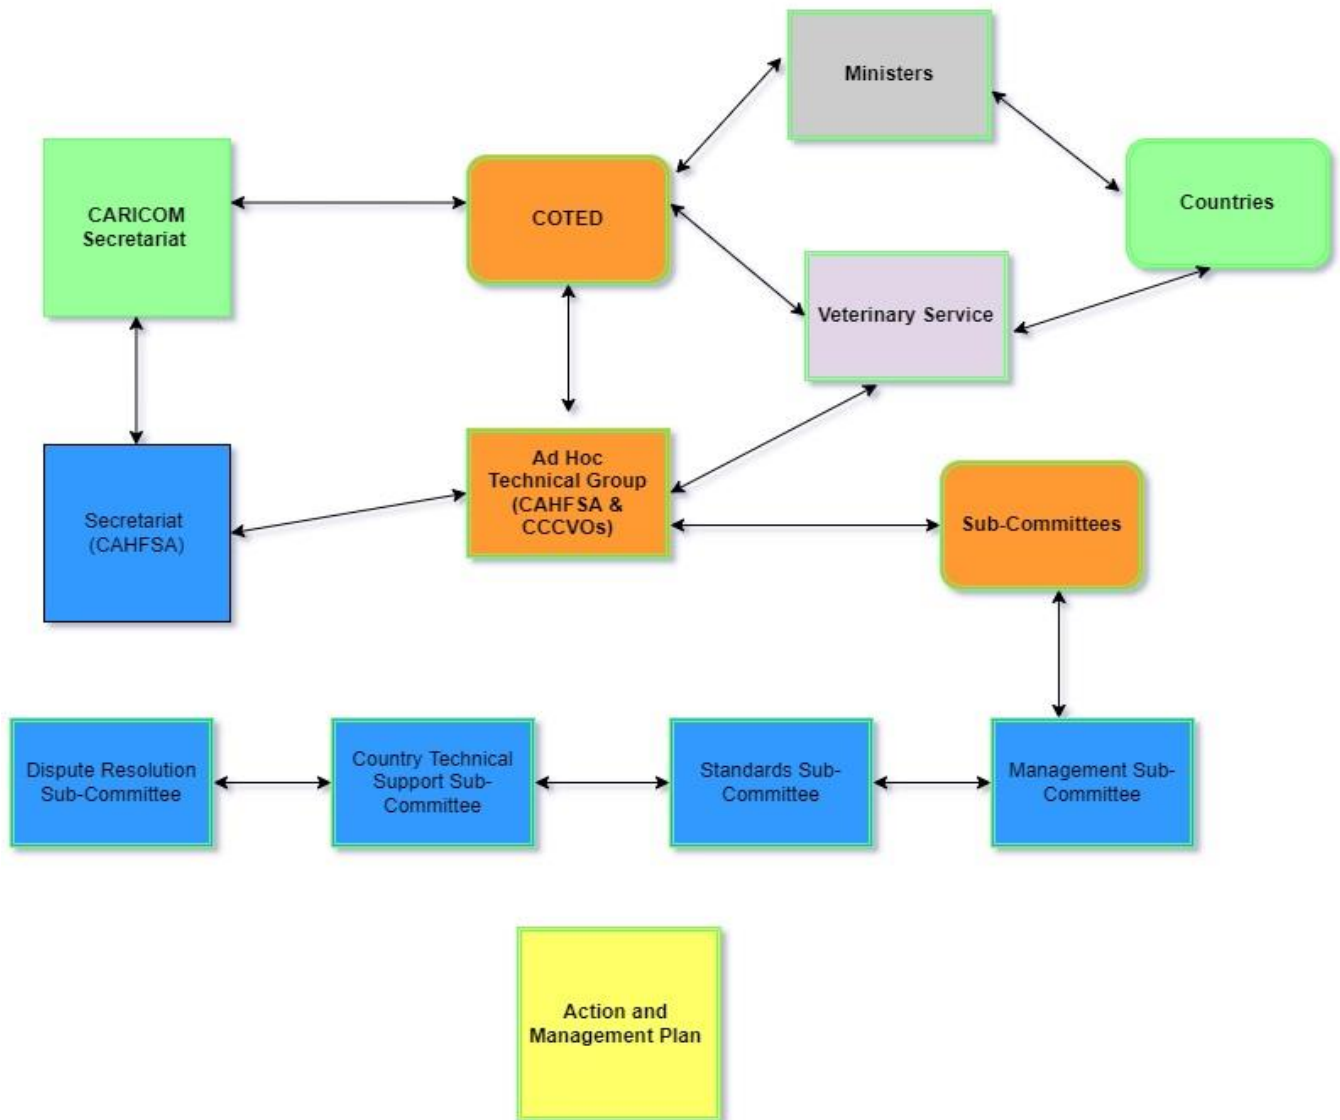 Ministers
CARICOM
Secretariat
COTED
Countries
Veterinary Service
Ad Hoc
Technical Group
(CAHFSA &
CCCVOs)
Secretariat
(CAHFSA)
Sub-Committees
Dispute Resolution
Sub-Committee
Country Technical
Support Sub-
Committee
Standards Sub-
Committee
Management Sub-
Committee
Action and
Management Plan